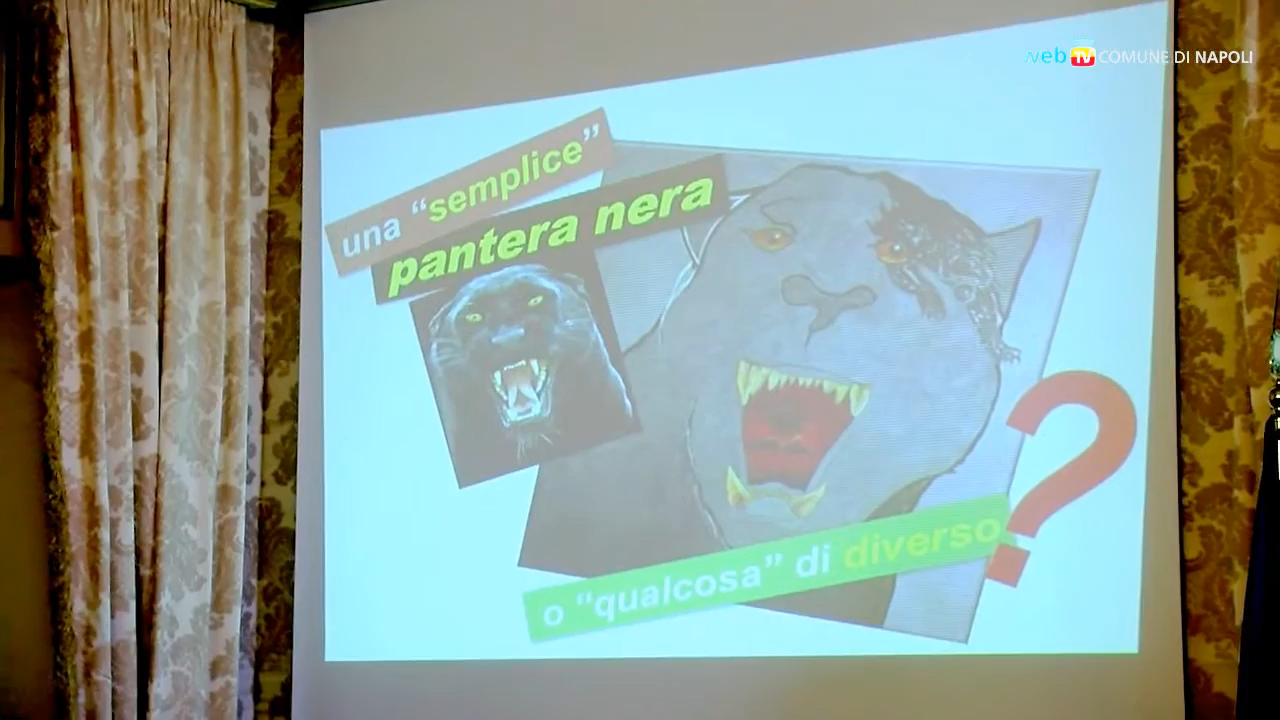 web TV COMUNE DI NAPOLI
una “semplice”
pantera nera
o “qualcosa” di diverso
?